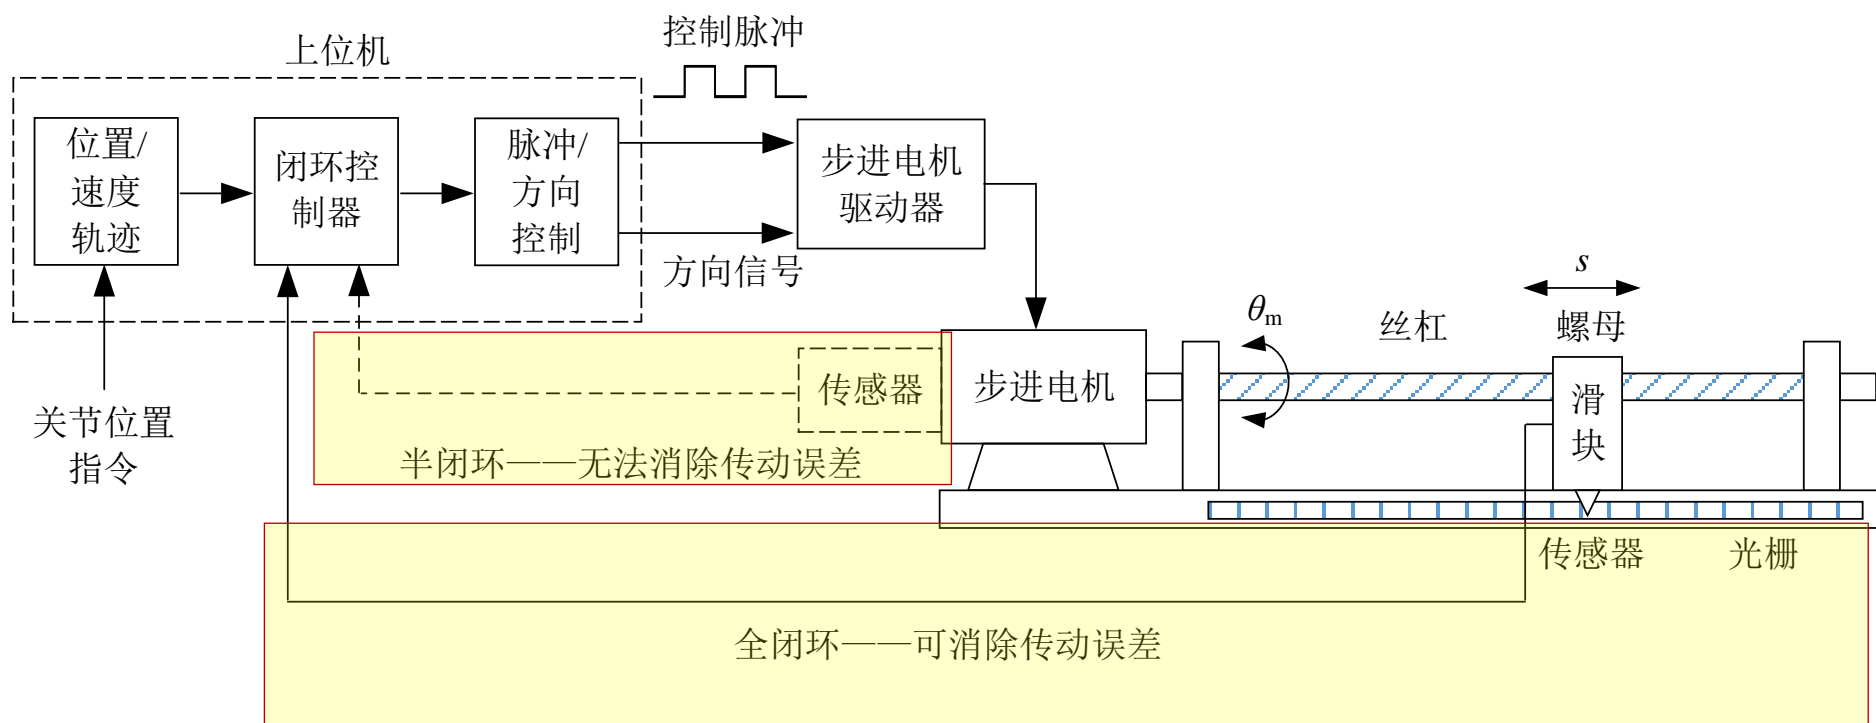 上位机
控制脉冲
位置/
速度
轨迹
闭环控
制器
脉冲/
方向
控制
步进电机
驱动器
方向信号
关节位置
指令
传感器
步进电机
半闭环——无法消除传动误差
θm
丝杠
s
螺母
滑
块
传感器
光栅
全闭环——可消除传动误差